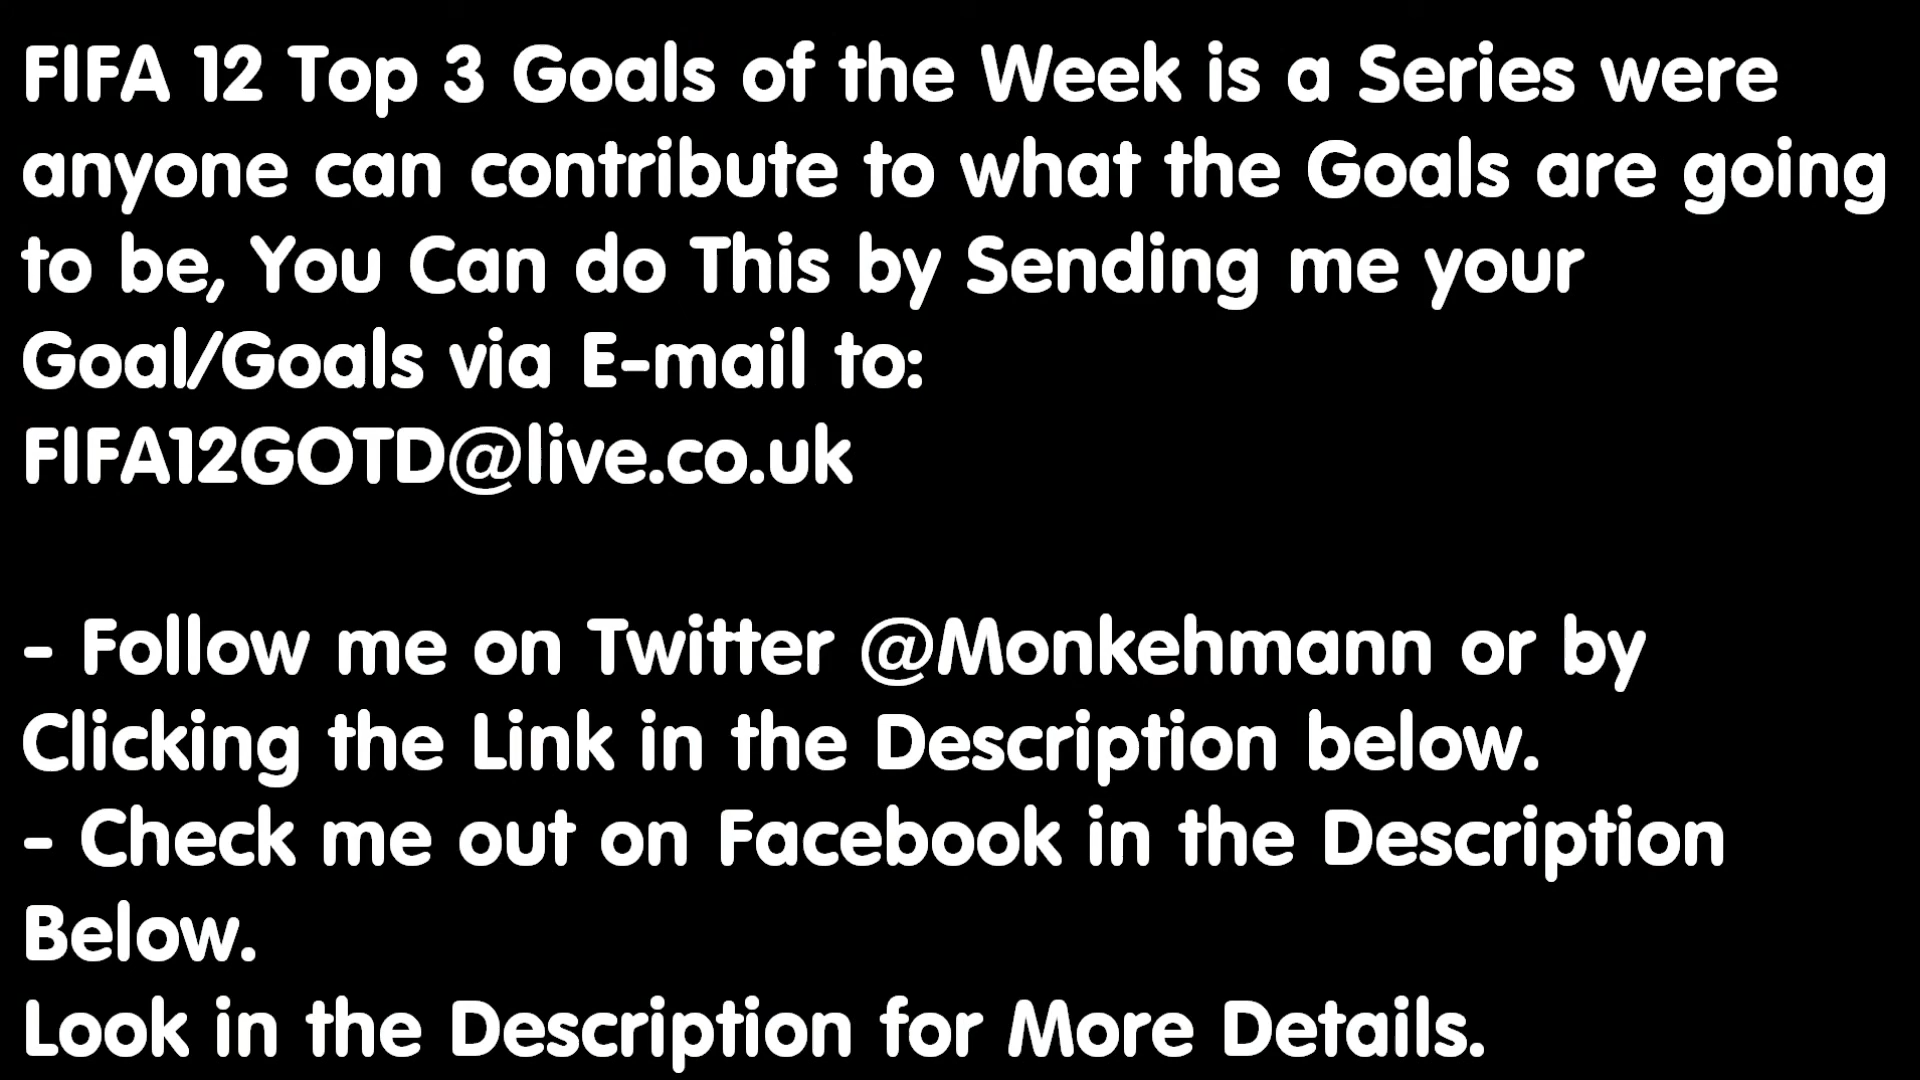 FIFA 12 Top 3 Goals of the Week is a Series were
anyone can contribute to what the Goals are going
to be, You Can do This by Sending me your
Goal/Goals via E-mail to:
FIFA12GOTD@live.co.uk
- Follow me on Twitter @Monkehmann or by
Clicking the Link in the Description below.
- Check me out on Facebook in the Description
Below.
Look in the Description for More Details.